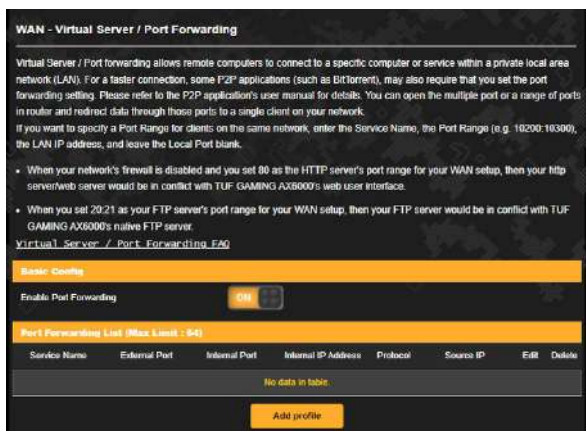 WAN - Virtual Server / Port Forwarding
Virtual Server / Port forwarding allows remote computers to connect to a specific computer or service within a private local area
network (LAN). For a faster connection, some P2P applications (such as BitTorrent), may also require that you set the port
forwarding setting. Please refer to the P2P application's user manual for details. You can open the multiple port or a range of ports
in router and redirect data through those ports to a single client on your network.
If you want to specify a Port Range for clients on the same network, enter the Service Name, the Port Range (e.g. 10200:10300),
the LAN IP address, and leave the Local Port blank.
• When your network's firewall is disabled and you set 80 as the HTTP server's port range for your WAN setup, then your http
server/web server would be in conflict with TUF GAMING AX6000's web user interface.
• When you set 20:21 as your FTP server's port range for your WAN setup, then your FTP server would be in conflict with TUF
GAMING AX6000's native FTP server.
Virtual Server / Port Forwarding FAQ
Basic Config
Enable Port Forwarding ON
Port Forwarding List (Max Limit : 64)
Service Name External Port Internal Port Internal IP Address Protocol Source IP Edit Delete
No data in table.
Add profile